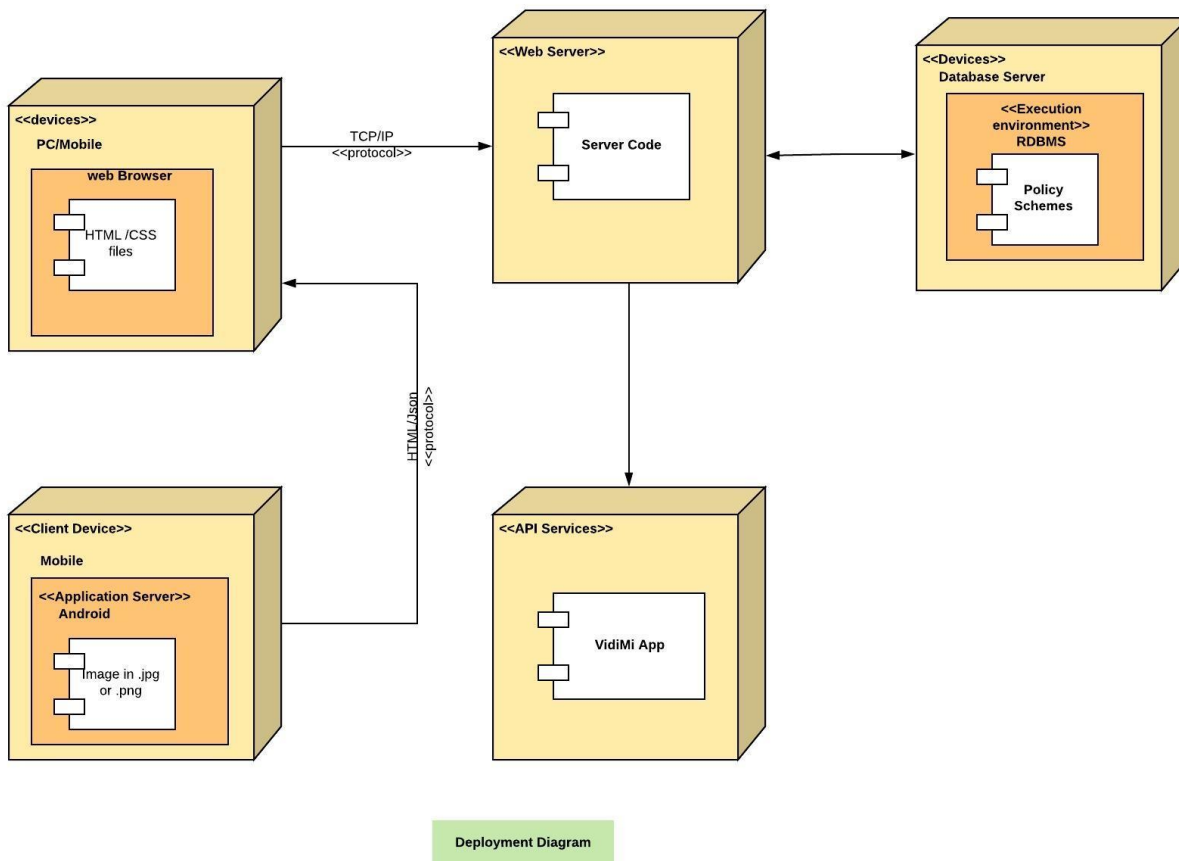 <<devices>>
PC/Mobile
web Browser
HTML /CSS
files
TCP/IP
<<protocol>>
<<Web Server>>
Server Code
<<Devices>>
Database Server
<<Execution
environment>>
RDBMS
Policy
Schemes
HTML/Json
<<protocol>>
<<Client Device>>
Mobile
<<Application Server>>
Android
Image in .jpg
or .png
<<API Services>>
VidiMi App
Deployment Diagram